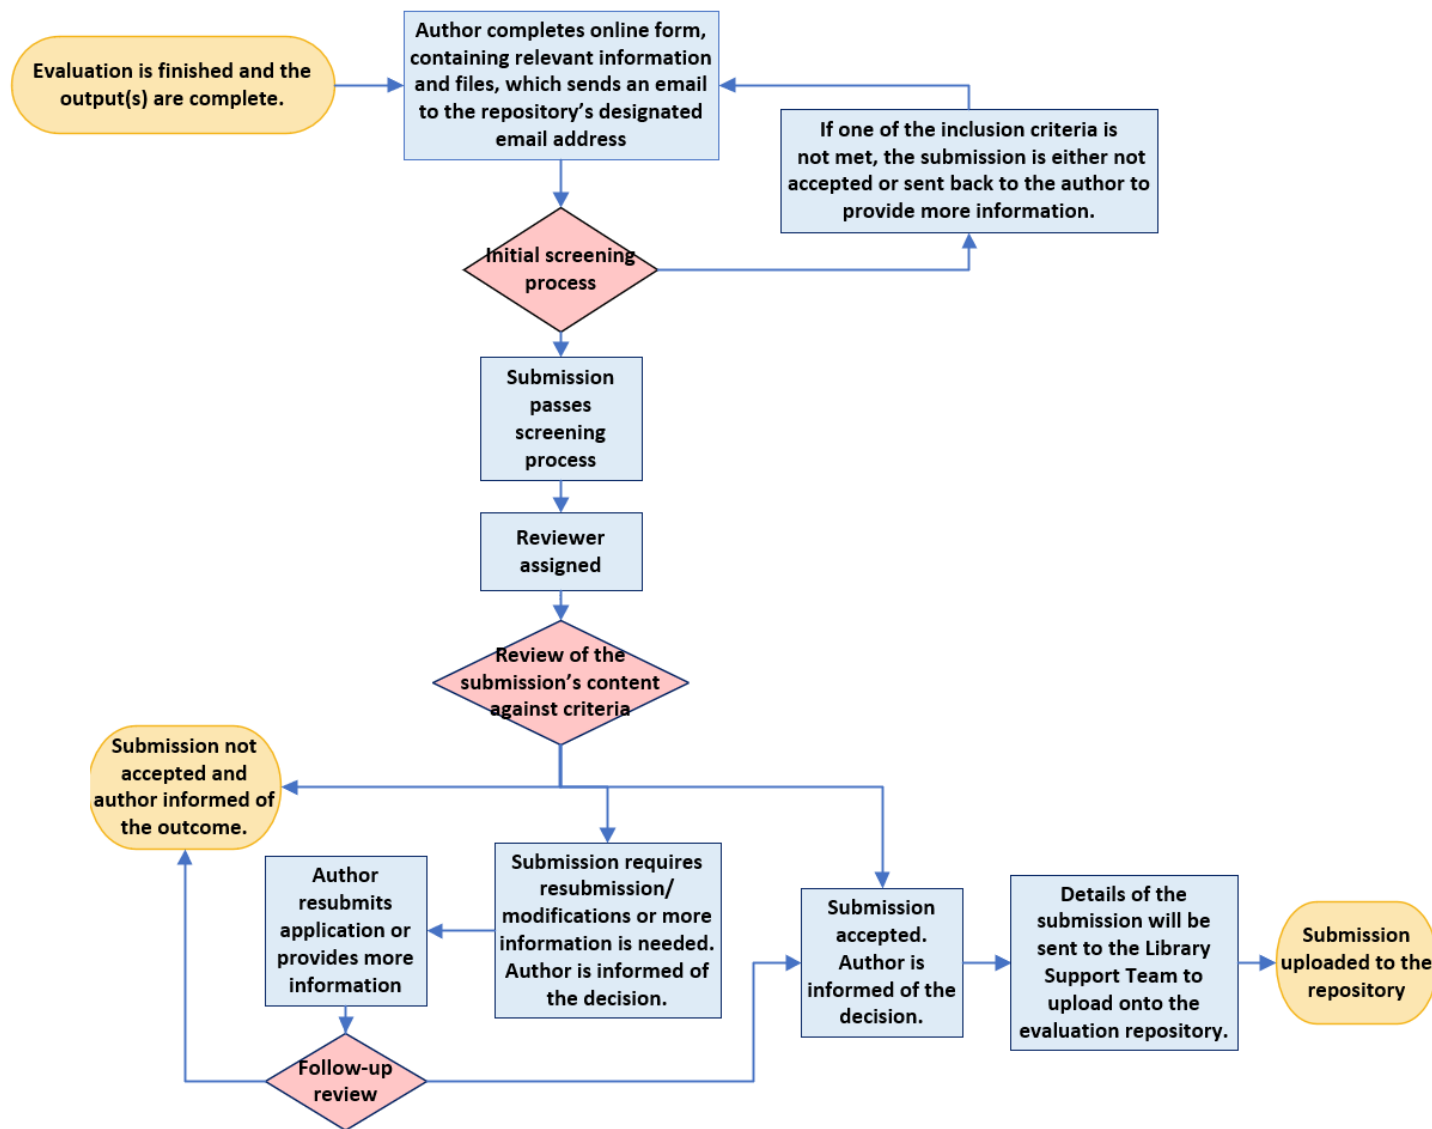 Evaluation is finished and the
output(s) are complete.
Author completes online form,
containing relevant information
and files, which sends an email
to the repository’s designated
email address
If one of the inclusion criteria is
not met, the submission is either not
accepted or sent back to the author to
provide more information.
Initial screening
process
Submission
passes
screening
process
Reviewer
assigned
Review of the
submission’s content
against criteria
Submission not
accepted and
author informed of
the outcome.
Author
resubmits
application or
provides more
information
Submission requires
resubmission/
modifications or more
information is needed.
Author is informed of
the decision.
Submission
accepted.
Author is
informed of the
decision.
Details of the
submission will be
sent to the Library
Support Team to
upload onto the
evaluation repository.
Submission
uploaded to the
repository
Follow-up
review